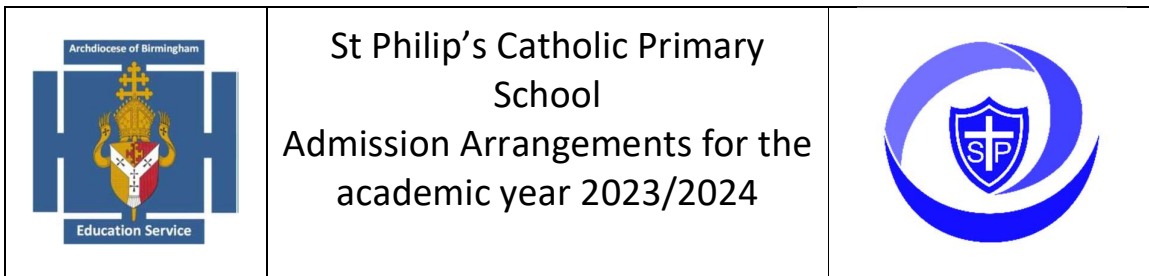 Archdiocese of Birmingham
Education Service
St Philip’s Catholic Primary
School
Admission Arrangements for the
academic year 2023/2024
SP